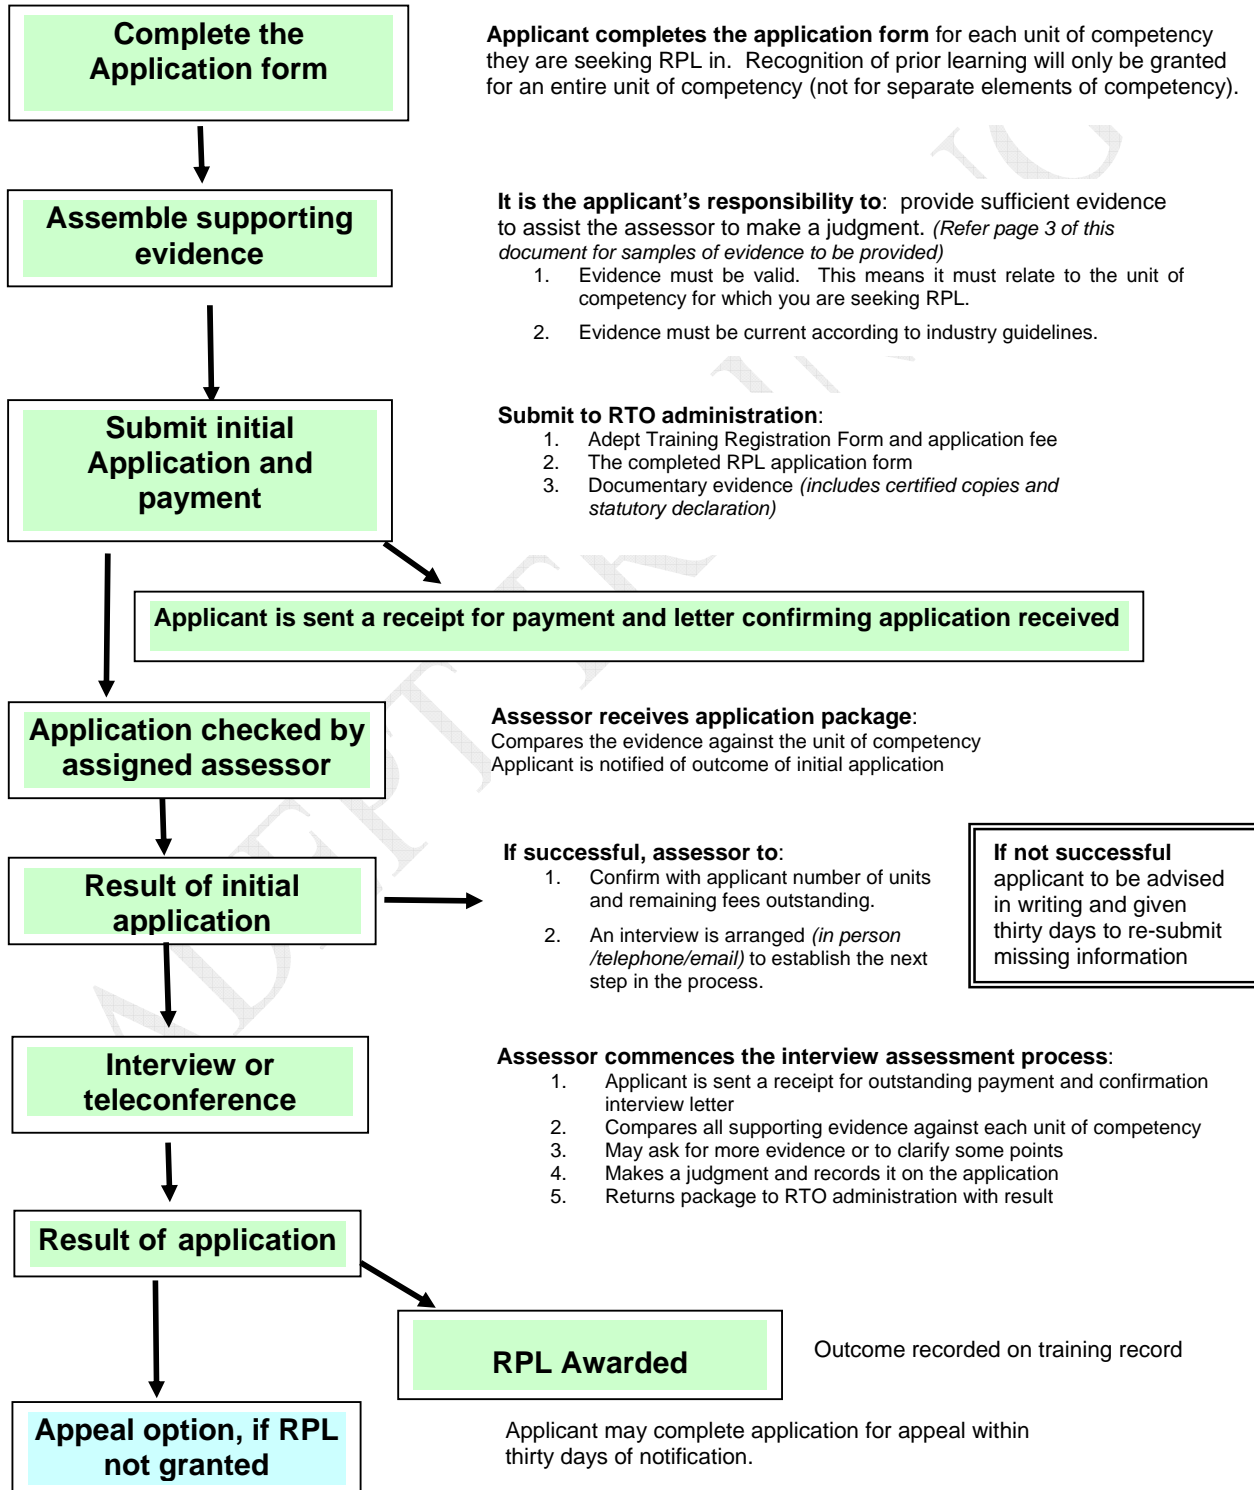 Complete the
Application form
Applicant completes the application form for each unit of competency
they are seeking RPL in. Recognition of prior learning will only be granted
for an entire unit of competency (not for separate elements of competency).
Assemble supporting
evidence
It is the applicant's responsibility to: provide sufficient evidence
to assist the assessor to make a judgment. (Refer page 3 of this
document for samples of evidence to be provided)
1. Evidence must be valid. This means it must relate to the unit of
competency for which you are seeking RPL.
2. Evidence must be current according to industry guidelines.
Submit initial
Application and
payment
Submit to RTO administration:
1. Adept Training Registration Form and application fee
2. The completed RPL application form
3. Documentary evidence (includes certified copies and
statutory declaration)
Applicant is sent a receipt for payment and letter confirming application received
Application checked by
assigned assessor
Assessor receives application package:
Compares the evidence against the unit of competency
Applicant is notified of outcome of initial application
Result of initial
application
If successful, assessor to:
1. Confirm with applicant number of units
and remaining fees outstanding.
2. An interview is arranged (in person
/telephone/email) to establish the next
step in the process.
If not successful
applicant to be advised
in writing and given
thirty days to re-submit
missing information
Interview or
teleconference
Assessor commences the interview assessment process:
1. Applicant is sent a receipt for outstanding payment and confirmation
interview letter
2. Compares all supporting evidence against each unit of competency
3. May ask for more evidence or to clarify some points
4. Makes a judgment and records it on the application
5. Returns package to RTO administration with result
Result of application
RPL Awarded
Outcome recorded on training record
Appeal option, if RPL
not granted
Applicant may complete application for appeal within
thirty days of notification.
ADEPT TRAINING